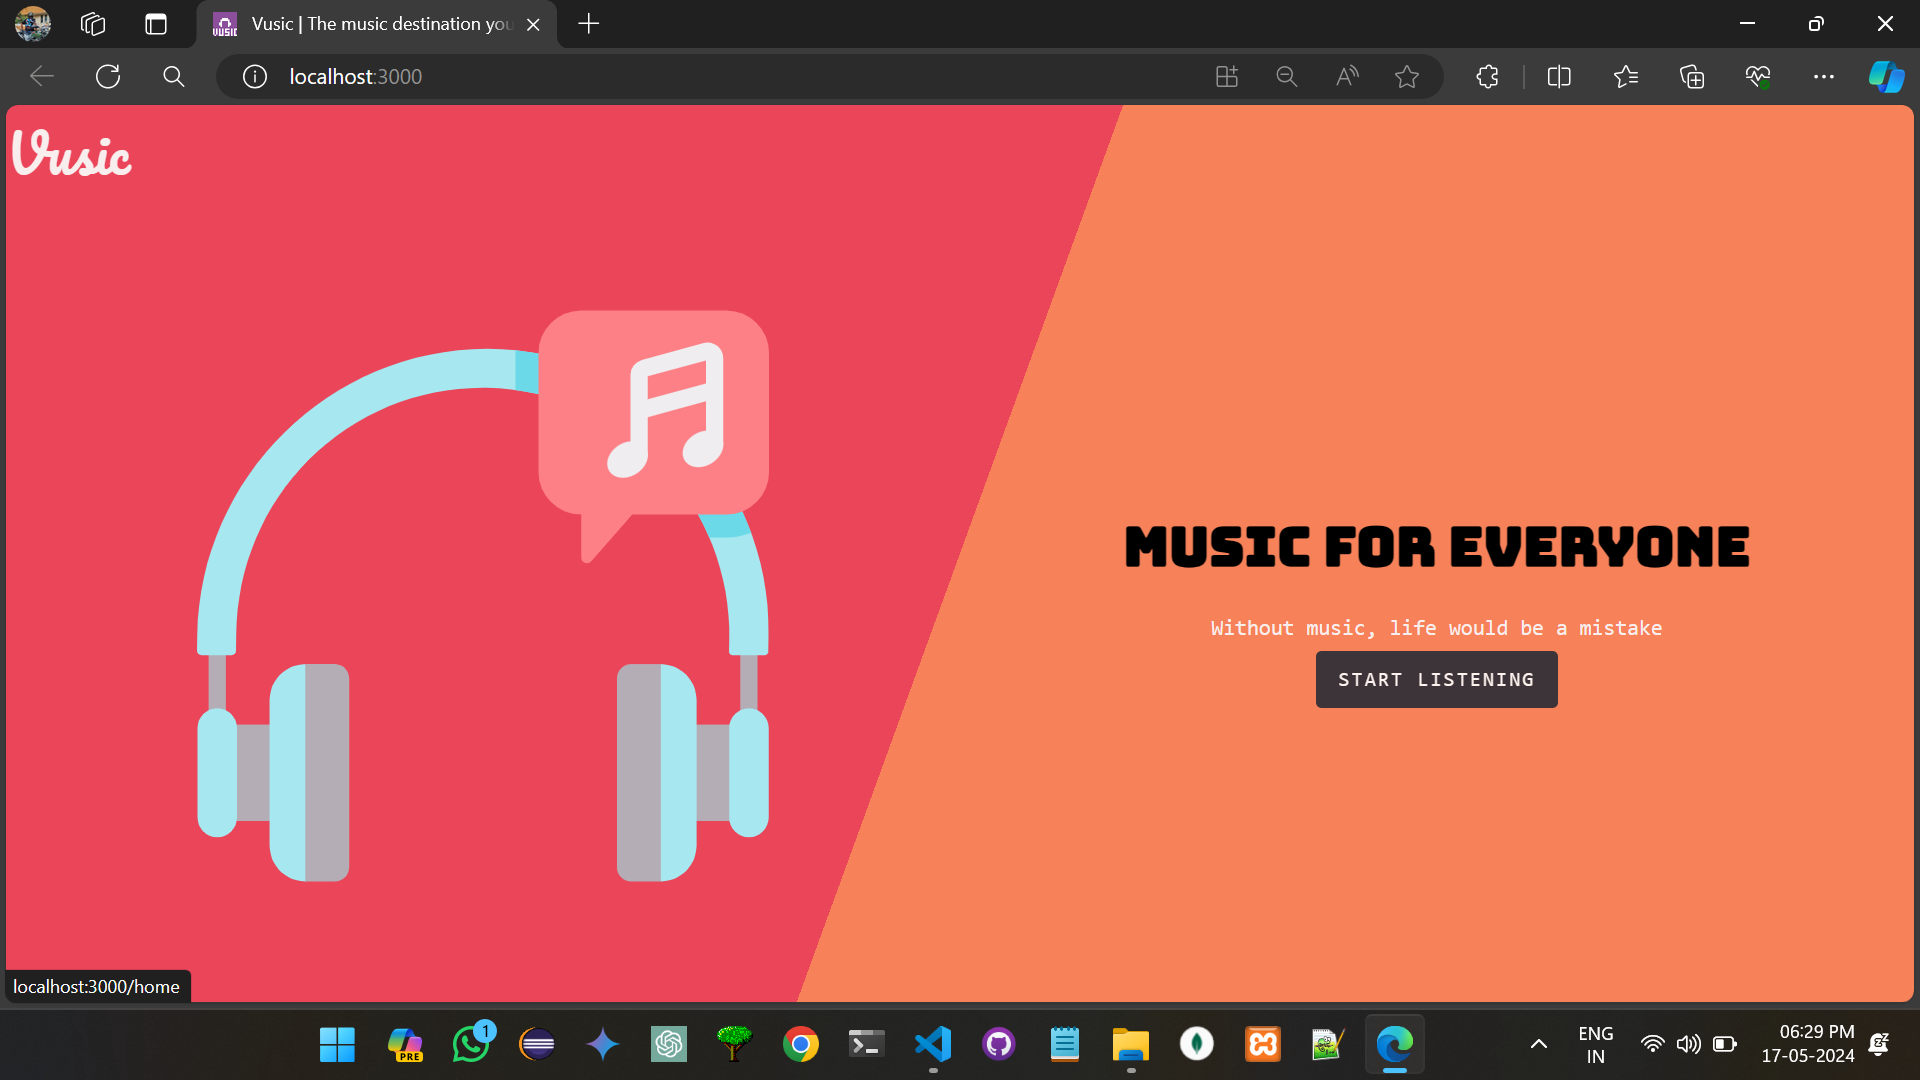 Vusic | The music destination you
localhost:3000
Vusic
MUSIC FOR EVERYONE
Without music, life would be a mistake
START LISTENING
localhost:3000/home
PRE
1
ENG
IN
06:29 PM
17-05-2024